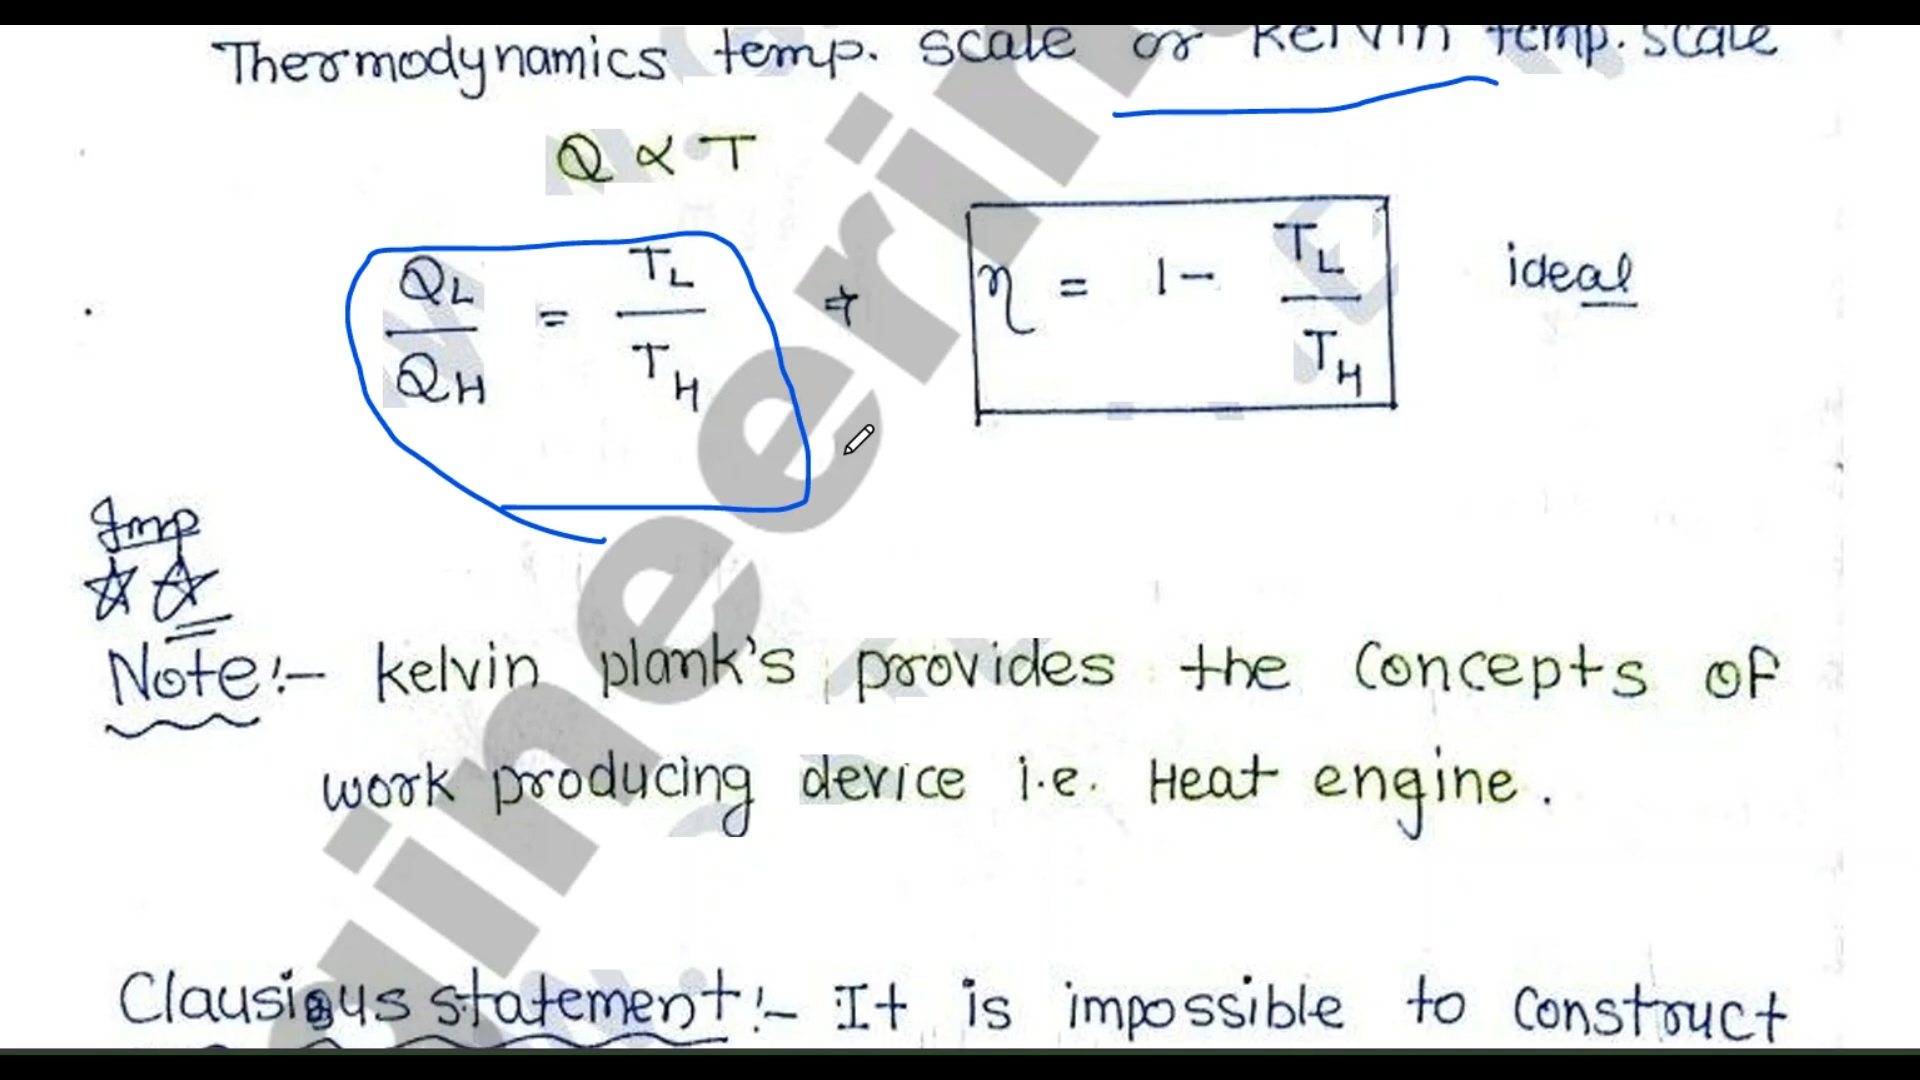 Thermodynamics temp. scale or Kelvin temp. scale
Q ∝ T
QL / QH = TL / TH ⇒ η = 1 - TL / TH ideal
Imp
☆☆
Note:- kelvin plank's provides the concepts of
work producing device i.e. Heat engine.
Clausious statement:- It is impossible to construct